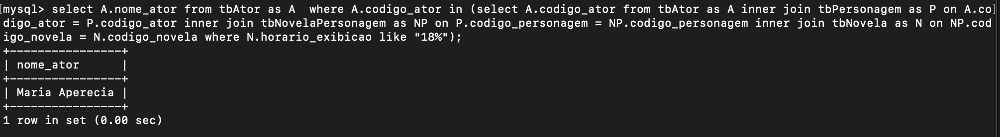 [mysql> select A.nome_ator from tbAtor as A  where A.codigo_ator in (select A.codigo_ator from tbAtor as A inner join tbPersonagem as P on A.co]
digo_ator = P.codigo_ator inner join tbNovelaPersonagem as NP on P.codigo_personagem = NP.codigo_personagem inner join tbNovela as N on NP.cod
igo_novela = N.codigo_novela where N.horario_exibicao like "18%");
+----------------+
| nome_ator      |
+----------------+
| Maria Aperecia |
+----------------+
1 row in set (0.00 sec)